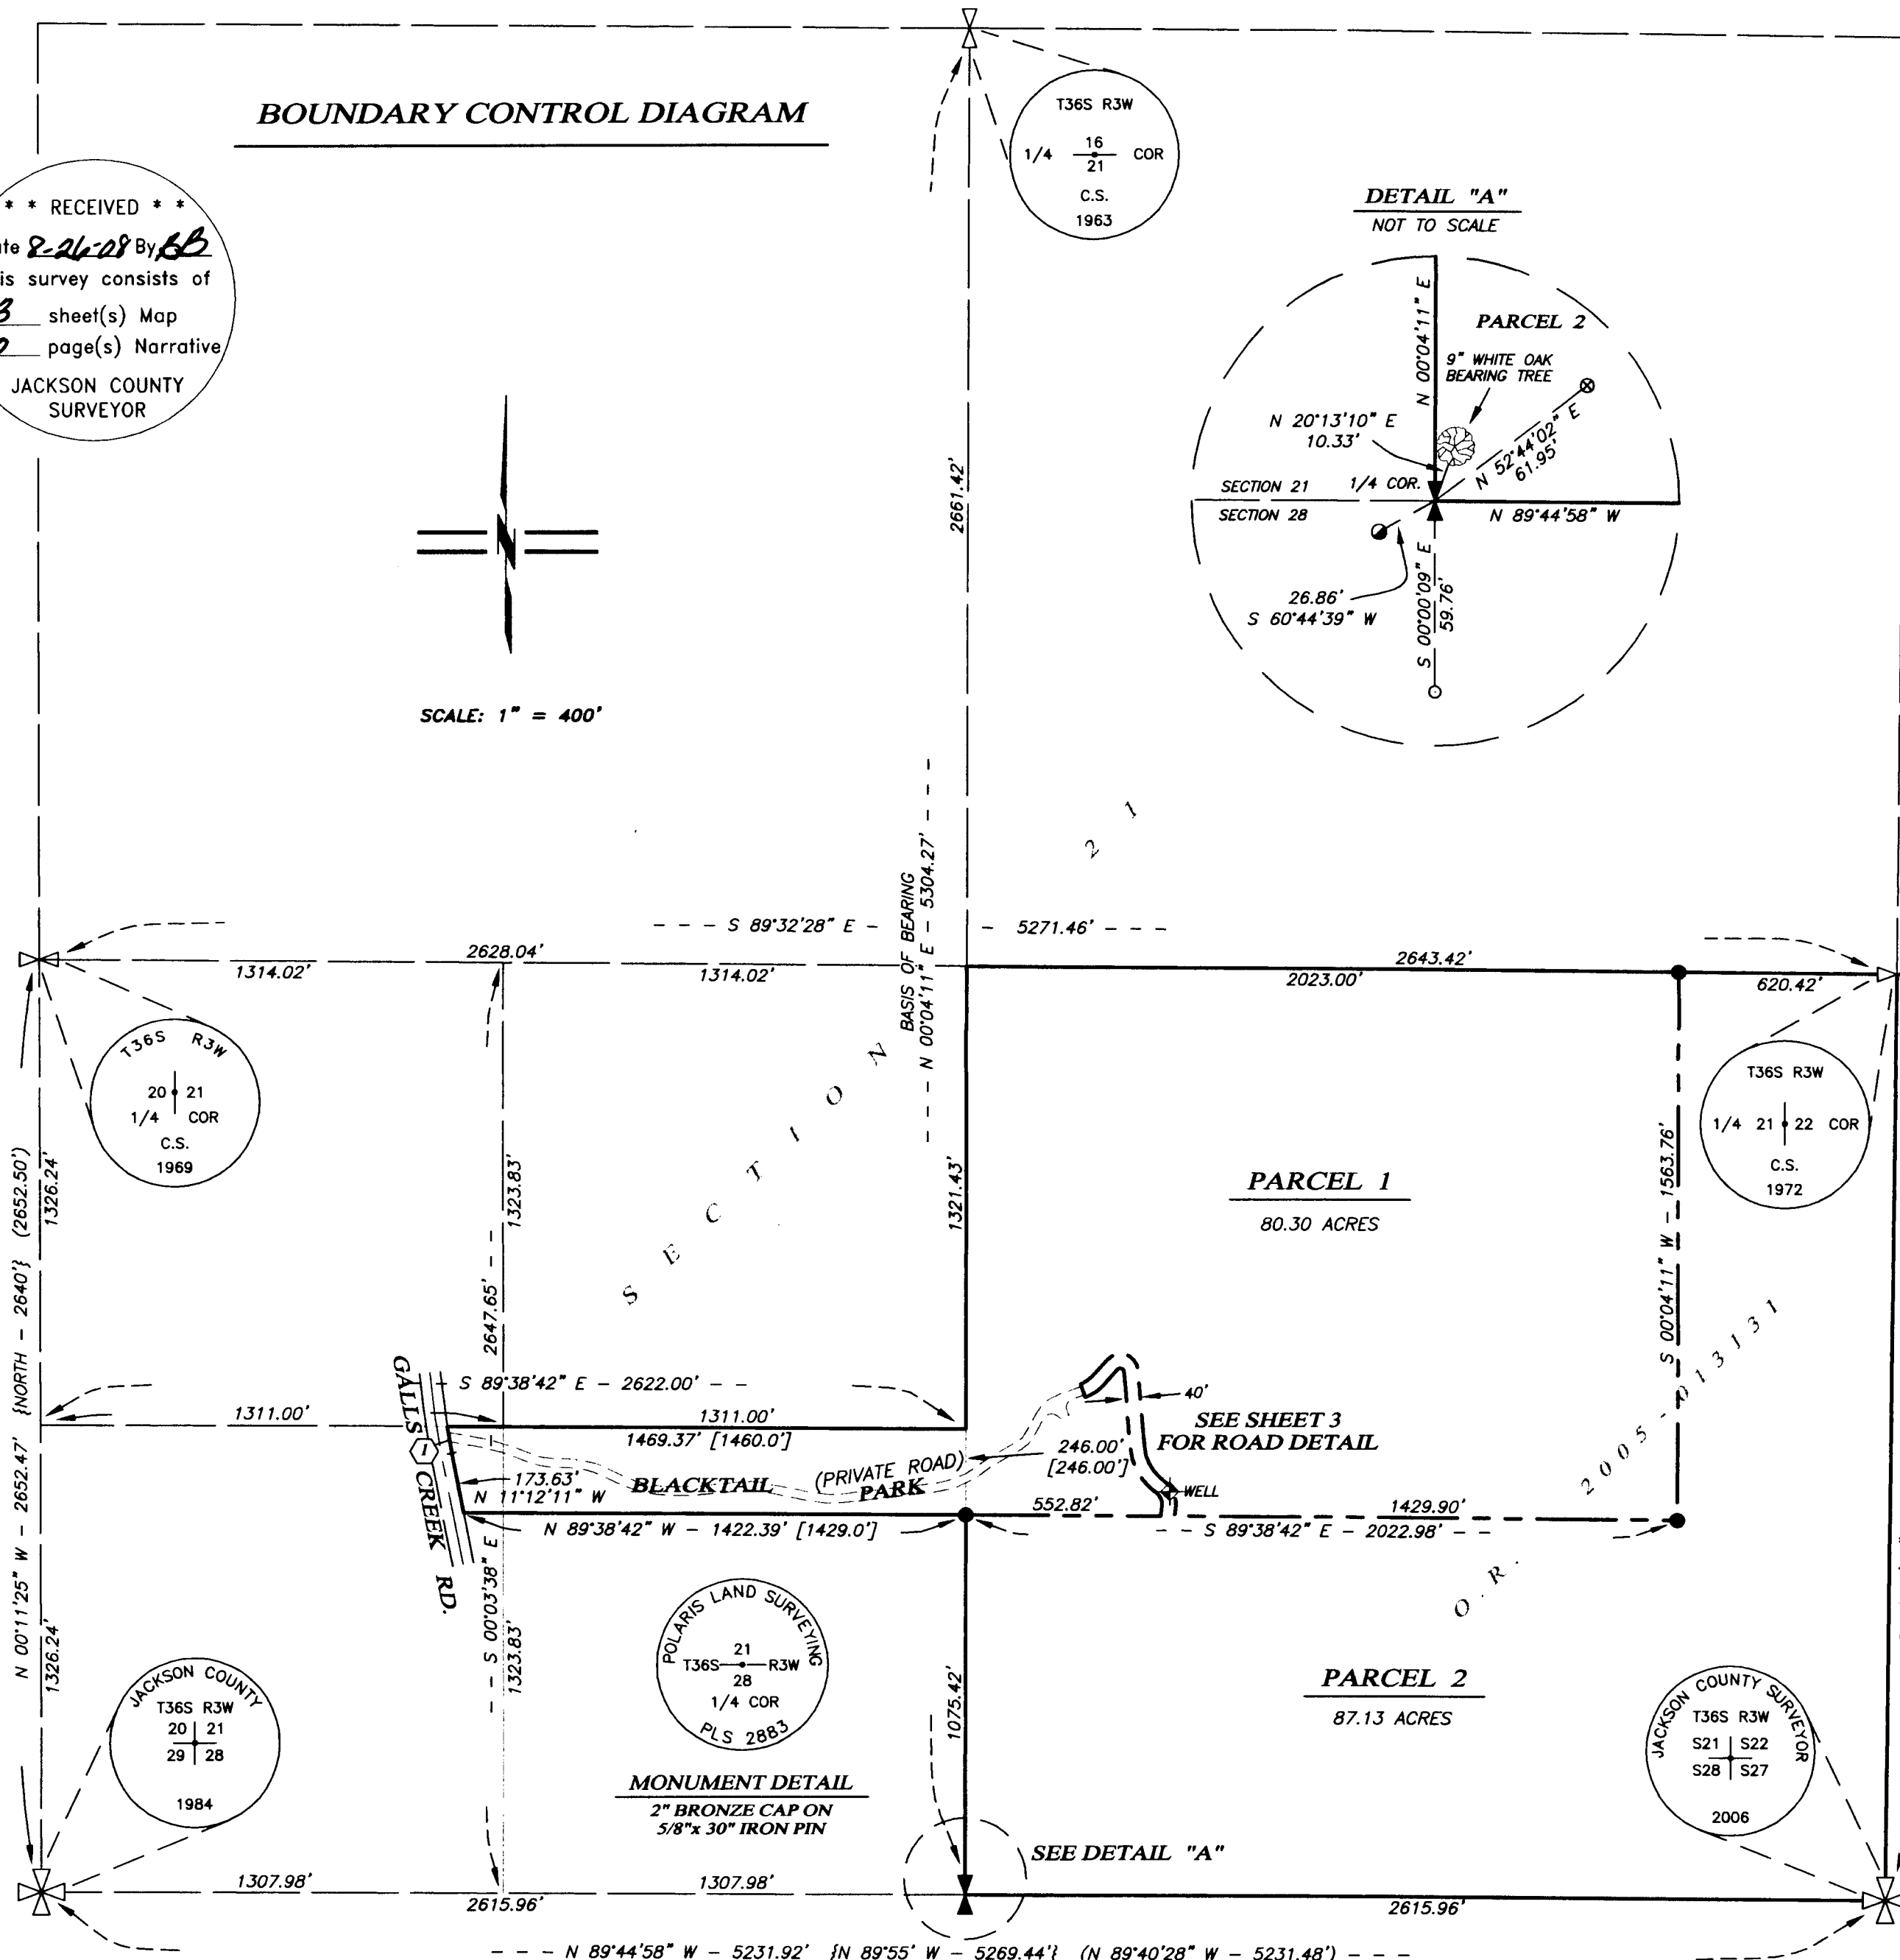 BOUNDARY CONTROL DIAGRAM
* * RECEIVED * *
ate 8-26-08 By BB
is survey consists of
3 sheet(s) Map
page(s) Narrative
JACKSON COUNTY
SURVEYOR
T36S R3W
16
1/4 COR
21
C.S.
1963
DETAIL "A"
NOT TO SCALE
N 00°04'11" E
PARCEL 2
9" WHITE OAK
BEARING TREE
N 20°13'10" E
10.33'
N 52°44'02" E
61.95'
SECTION 21
1/4 COR.
SECTION 28
N 89°44'58" W
26.86'
S 60°44'39" W
S 00°00'09" E
59.76'
N
SCALE: 1" = 400'
2661.42'
BASIS OF BEARING
- - - N 00°04'11" E - 5304.27' - - -
SECTION 21
- - - S 89°32'28" E - - 5271.46' - - -
2628.04'
1314.02'
1314.02'
2643.42'
2023.00'
620.42'
T36S R3W
20 21
1/4 COR
C.S.
1969
T36S R3W
1/4 21 22 COR
C.S.
1972
N 00°11'25" W - 2652.47' {NORTH - 2640'} (2652.50')
1326.24'
1323.83'
2647.65'
1321.43'
PARCEL 1
80.30 ACRES
S 00°04'11" W - 1563.76'
GALLS CREEK RD.
1
S 89°38'42" E - 2622.00' - -
1311.00'
1311.00'
1469.37' [1460.0']
173.63'
N 11°12'11" W
BLACKTAIL PARK
(PRIVATE ROAD)
246.00'
[246.00']
40'
SEE SHEET 3
FOR ROAD DETAIL
WELL
552.82'
1429.90'
N 89°38'42" W - 1422.39' [1429.0']
- - S 89°38'42" E - 2022.98' - -
O.R. 2005-013131
- - S 00°03'38" E - -
1326.24'
1323.83'
1075.42'
POLARIS LAND SURVEYING
21
T36S R3W
28
1/4 COR
PLS 2883
MONUMENT DETAIL
2" BRONZE CAP ON
5/8"x 30" IRON PIN
PARCEL 2
87.13 ACRES
JACKSON COUNTY
T36S R3W
20 21
29 28
1984
JACKSON COUNTY SURVEYOR
T36S R3W
S21 S22
S28 S27
2006
SEE DETAIL "A"
1307.98'
1307.98'
2615.96'
2615.96'
- - - N 89°44'58" W - 5231.92' {N 89°55' W - 5269.44'} (N 89°40'28" W - 5231.48') - - -